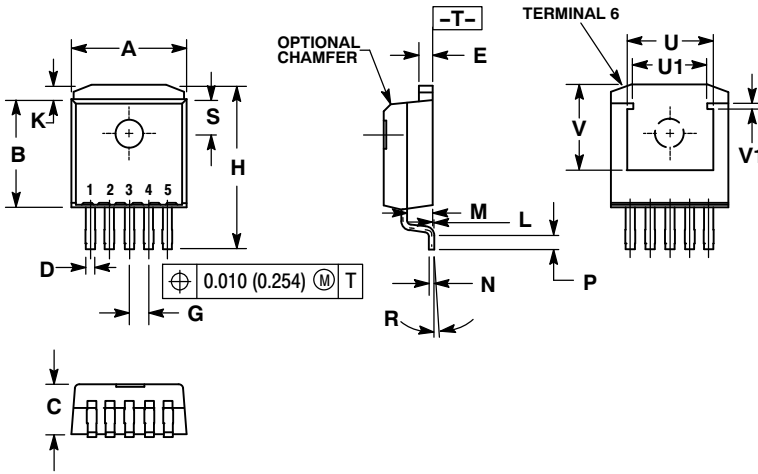 -T-
TERMINAL 6
A
OPTIONAL
CHAMFER
E
U
U1
K
S
B
H
V
V1
1 2 3 4 5
M
L
D
⌖ 0.010 (0.254) Ⓜ T
G
N
P
R
C